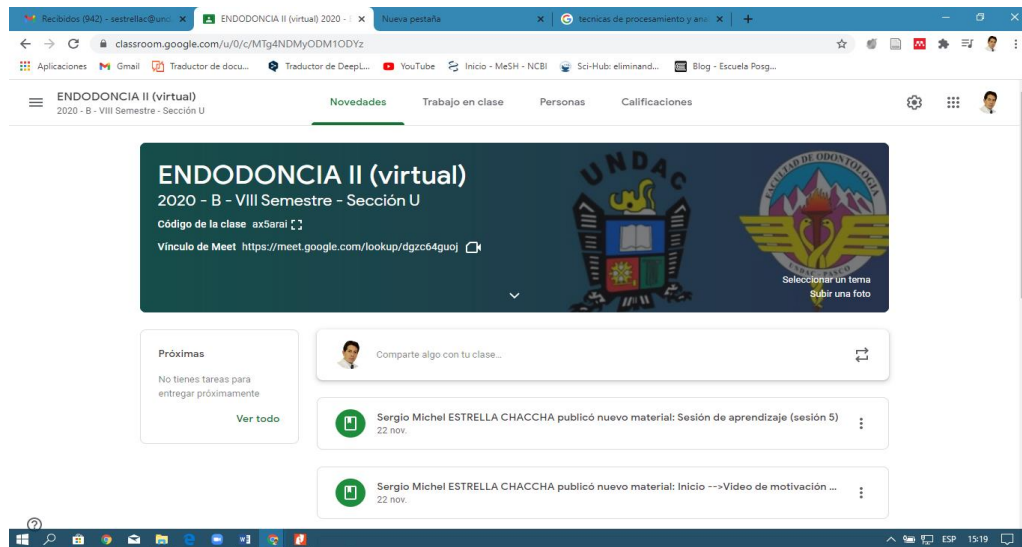 Recibidos (942) - sestrellac@und
ENDODONCIA II (virtual) 2020 -
Nueva pestaña
tecnicas de procesamiento y ana
classroom.google.com/u/0/c/MTg4NDMyODM1ODYz
Aplicaciones
Gmail
Traductor de docu...
Traductor de DeepL...
YouTube
Inicio - MeSH - NCBI
Sci-Hub: eliminand...
Blog - Escuela Posg...
ENDODONCIA II (virtual)
2020 - B - VIII Semestre - Sección U
Novedades
Trabajo en clase
Personas
Calificaciones
ENDODONCIA II (virtual)
2020 - B - VIII Semestre - Sección U
Código de la clase ax5arai
Vínculo de Meet https://meet.google.com/lookup/dgzc64guoj
UNDAC
FACULTAD DE ODONTOLOGÍA
UNDAC - PASCO
Seleccionar un tema
Subir una foto
Próximas
No tienes tareas para
entregar próximamente
Ver todo
Comparte algo con tu clase...
Sergio Michel ESTRELLA CHACCHA publicó nuevo material: Sesión de aprendizaje (sesión 5)
22 nov.
Sergio Michel ESTRELLA CHACCHA publicó nuevo material: Inicio -->Video de motivación ...
22 nov.
ESP
15:19